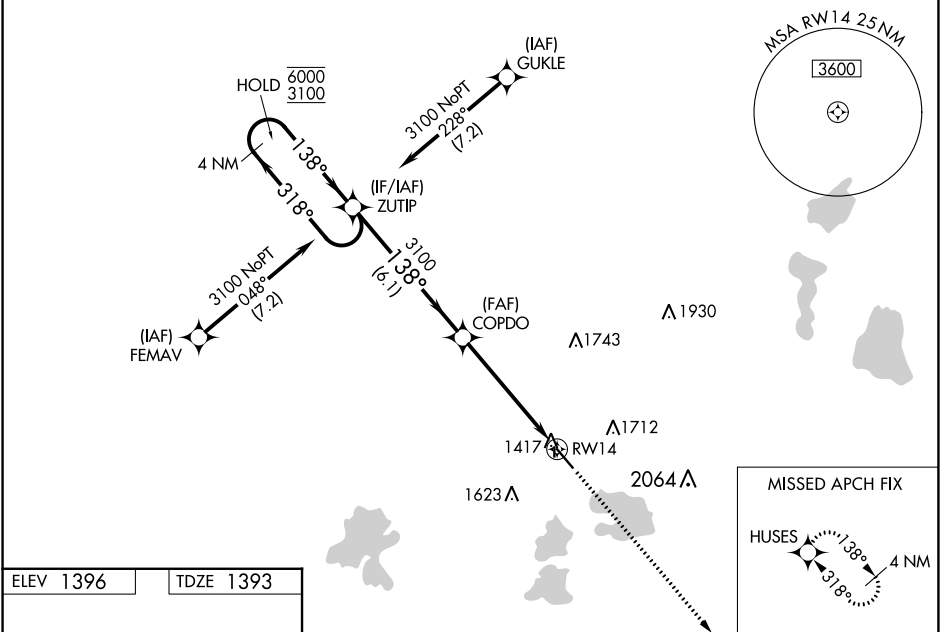 MSA RW14 25 NM
3600
(IAF)
GUKLE
HOLD 6000
3100
3100 NoPT
228°
(7.2)
4 NM
138°
318°
(IF/IAF)
ZUTIP
3100
138°
(6.1)
3100 NoPT
048°
(7.2)
(IAF)
FEMAV
(FAF)
COPDO
1930
1743
1712
1417
RW14
2064
1623
MISSED APCH FIX
HUSES
138°
318°
4 NM
ELEV 1396
TDZE 1393